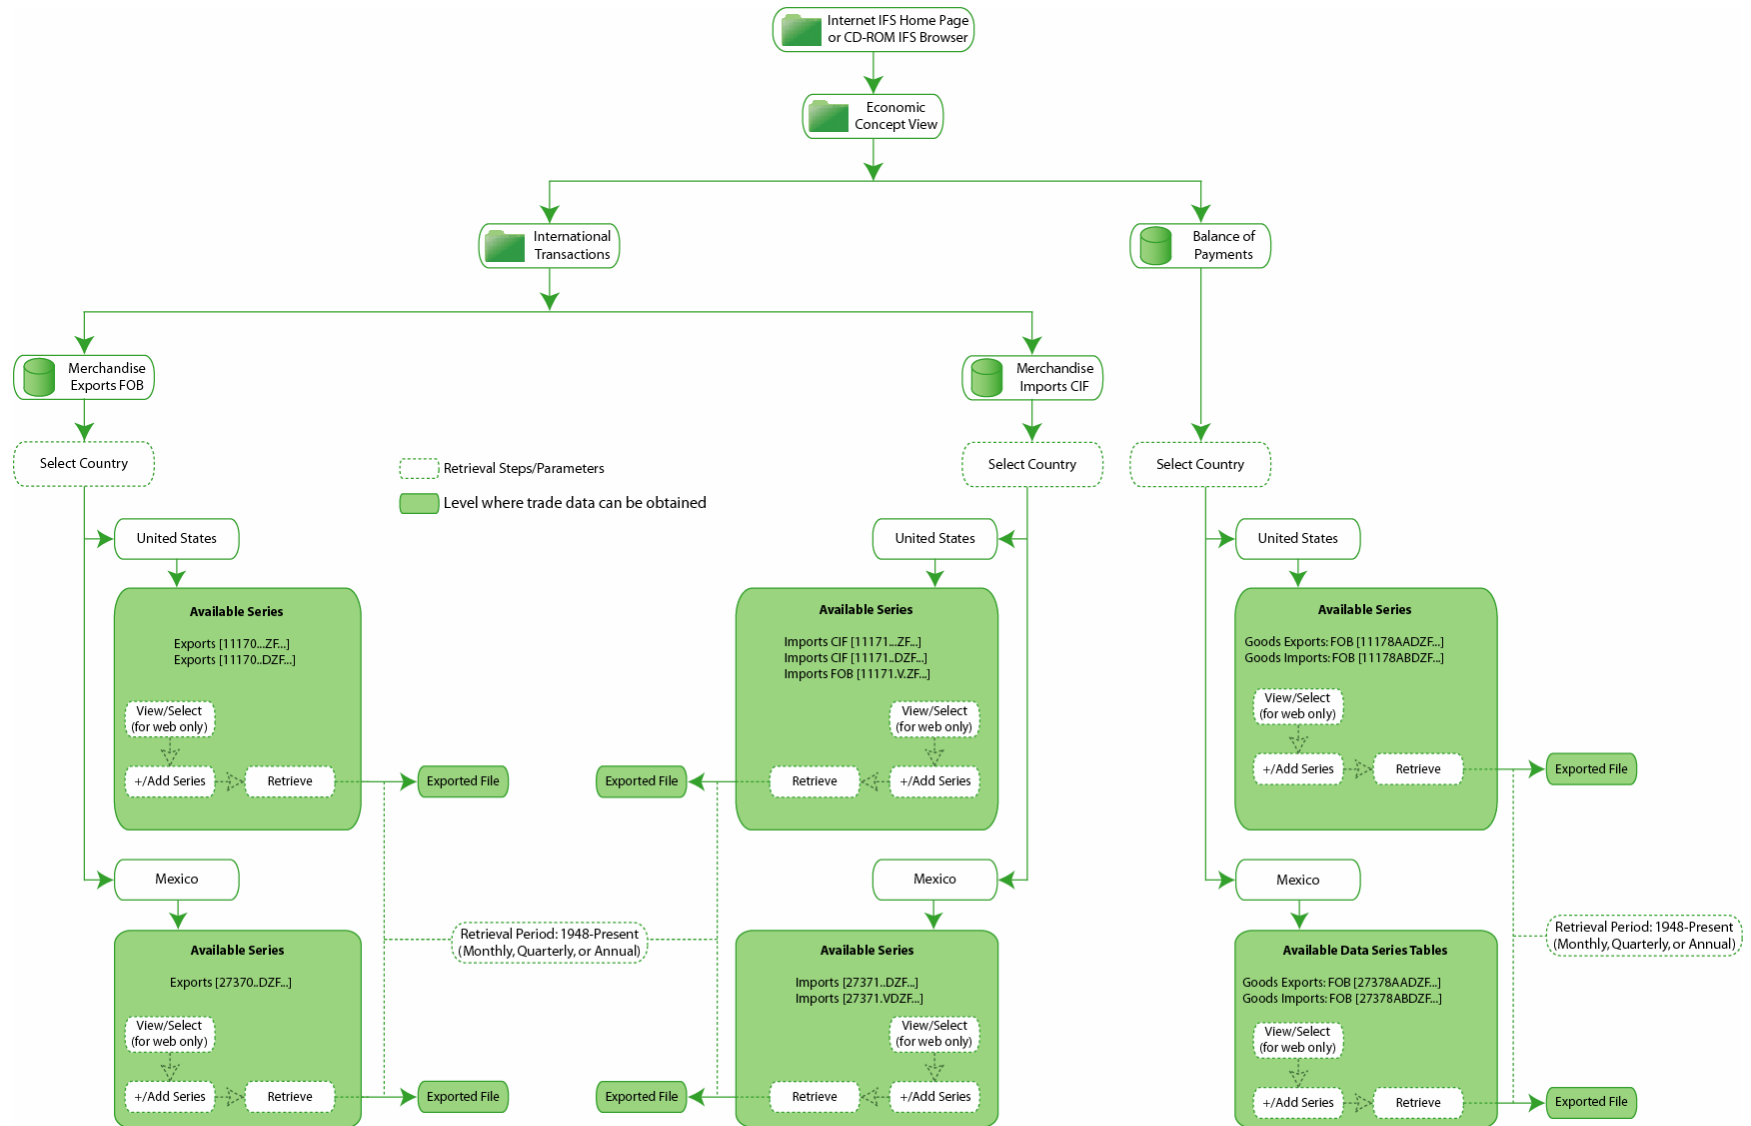 Internet IFS Home Page
or CD-ROM IFS Browser
Economic
Concept View
International
Transactions
Balance of
Payments
Merchandise
Exports FOB
Merchandise
Imports CIF
Select Country
Select Country
Select Country
Retrieval Steps/Parameters
Level where trade data can be obtained
United States
United States
United States
Available Series
Exports [11170...ZF...]
Exports [11170..DZF...]
View/Select
(for web only)
+/Add Series
Retrieve
Exported File
Available Series
Imports CIF [11171...ZF...]
Imports CIF [11171..DZF...]
Imports FOB [11171.V.ZF...]
View/Select
(for web only)
Exported File
Retrieve
+/Add Series
Available Series
Goods Exports: FOB [11178AADZF...]
Goods Imports: FOB [11178ABDZF...]
View/Select
(for web only)
+/Add Series
Retrieve
Exported File
Mexico
Mexico
Mexico
Retrieval Period: 1948-Present
(Monthly, Quarterly, or Annual)
Retrieval Period: 1948-Present
(Monthly, Quarterly, or Annual)
Available Series
Exports [27370..DZF...]
View/Select
(for web only)
+/Add Series
Retrieve
Exported File
Available Series
Imports [27371..DZF...]
Imports [27371.VDZF...]
View/Select
(for web only)
Exported File
Retrieve
+/Add Series
Available Data Series Tables
Goods Exports: FOB [27378AADZF...]
Goods Imports: FOB [27378ABDZF...]
View/Select
(for web only)
+/Add Series
Retrieve
Exported File